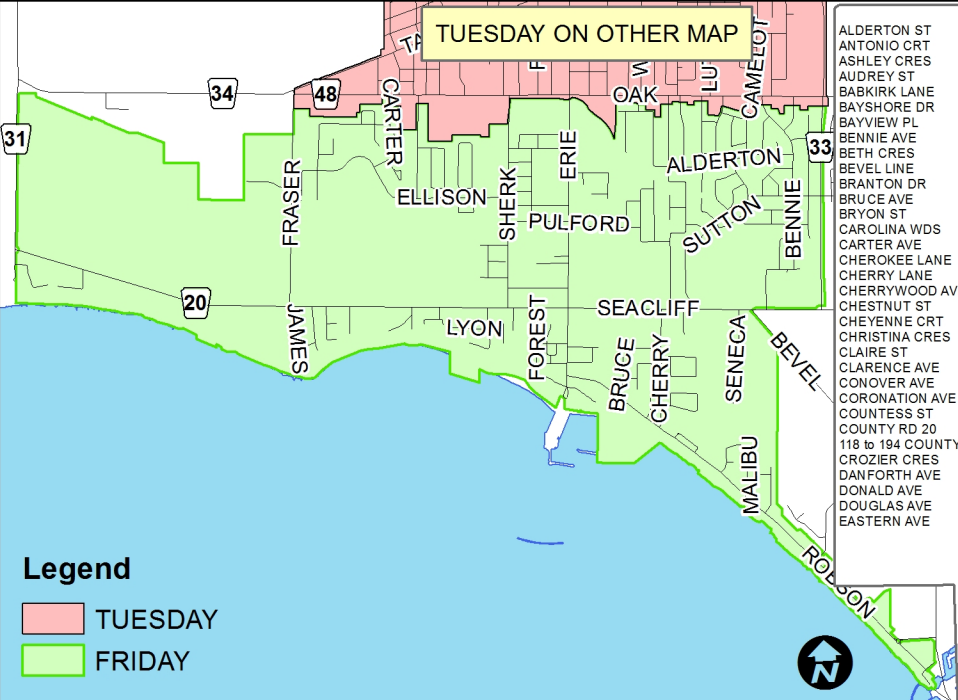 TUESDAY ON OTHER MAP
CAMELOT
OAK
34
48
31
33
CARTER
ERIE
ALDERTON
FRASER
ELLISON
SHERK
PULFORD
SUTTON
BENNIE
20
SEACLIFF
JAMES
LYON
FOREST
BRUCE
CHERRY
SENECA
BEVEL
MALIBU
ROBSON
Legend
TUESDAY
FRIDAY
N
ALDERTON ST
ANTONIO CRT
ASHLEY CRES
AUDREY ST
BABKIRK LANE
BAYSHORE DR
BAYVIEW PL
BENNIE AVE
BETH CRES
BEVEL LINE
BRANTON DR
BRUCE AVE
BRYON ST
CAROLINA WDS
CARTER AVE
CHEROKEE LANE
CHERRY LANE
CHERRYWOOD AV
CHESTNUT ST
CHEYENNE CRT
CHRISTINA CRES
CLAIRE ST
CLARENCE AVE
CONOVER AVE
CORONATION AVE
COUNTESS ST
COUNTY RD 20
118 to 194 COUNTY
CROZIER CRES
DANFORTH AVE
DONALD AVE
DOUGLAS AVE
EASTERN AVE